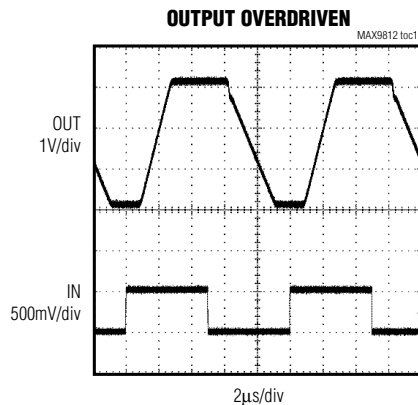 OUTPUT OVERDRIVEN
MAX9812 toc1
OUT
1V/div
IN
500mV/div
2μs/div